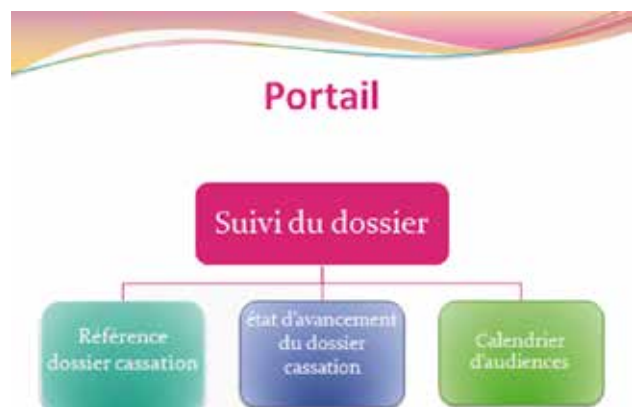 Portail
Suivi du dossier
Référence
dossier cassation
état d'avancement
du dossier
cassation
Calendrier
d'audiences